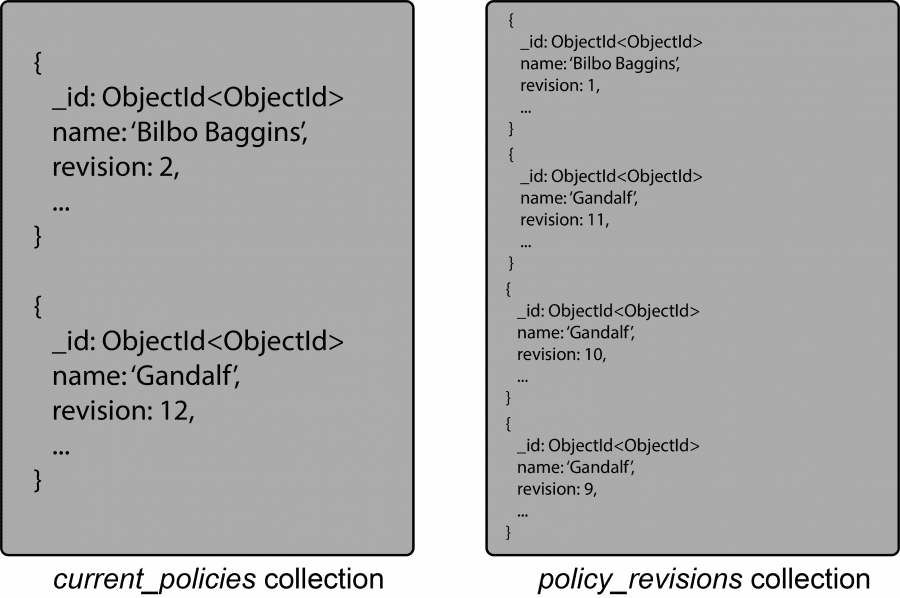 {
_id: ObjectId<ObjectId>
name: ‘Bilbo Baggins’,
revision: 2,
...
}
{
_id: ObjectId<ObjectId>
name: ‘Gandalf’,
revision: 12,
...
}
current_policies collection
{
_id: ObjectId<ObjectId>
name: ‘Bilbo Baggins’,
revision: 1,
...
}
{
_id: ObjectId<ObjectId>
name: ‘Gandalf’,
revision: 11,
...
}
{
_id: ObjectId<ObjectId>
name: ‘Gandalf’,
revision: 10,
...
}
{
_id: ObjectId<ObjectId>
name: ‘Gandalf’,
revision: 9,
...
}
policy_revisions collection